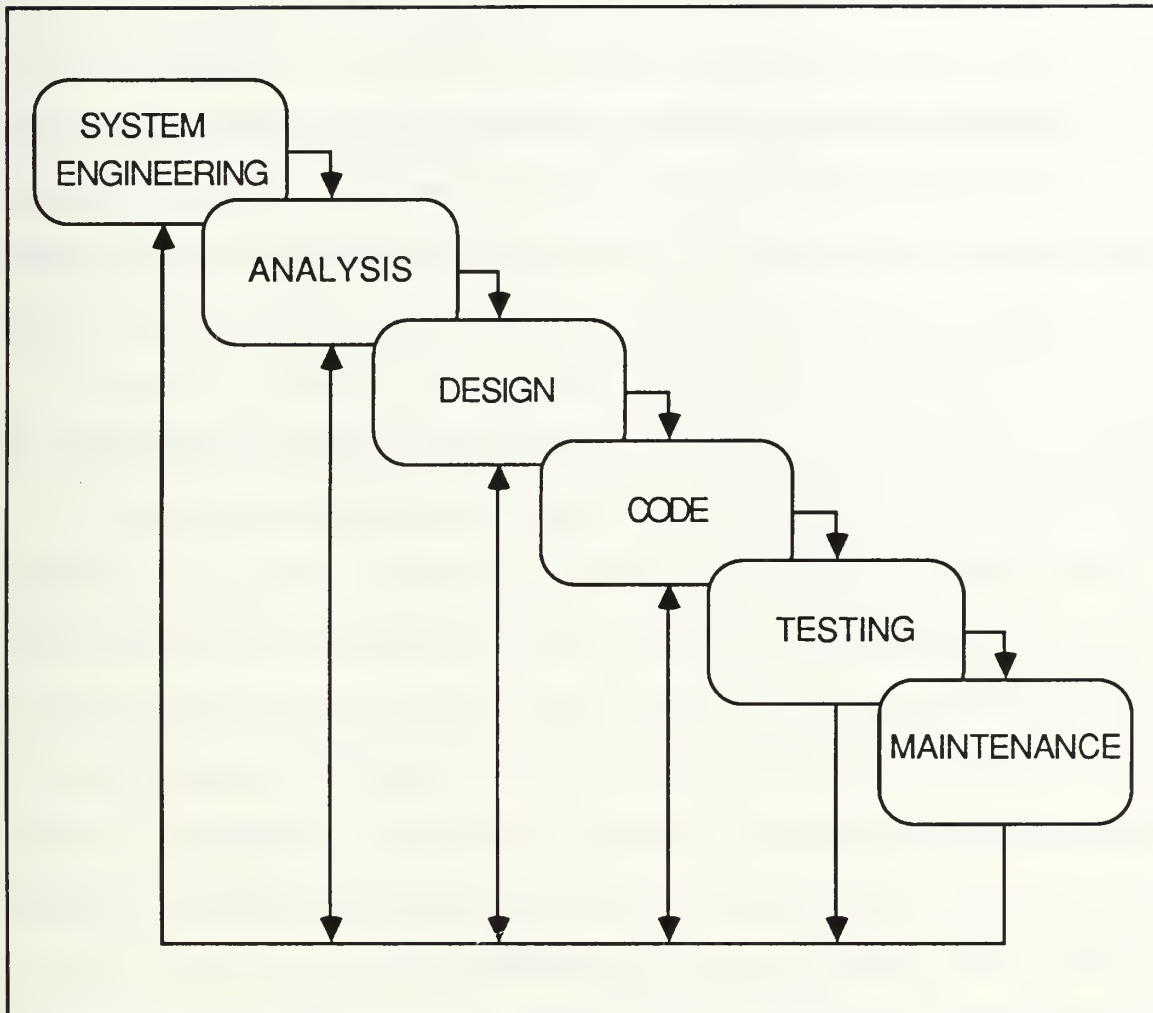 SYSTEM
ENGINEERING
ANALYSIS
DESIGN
CODE
TESTING
MAINTENANCE